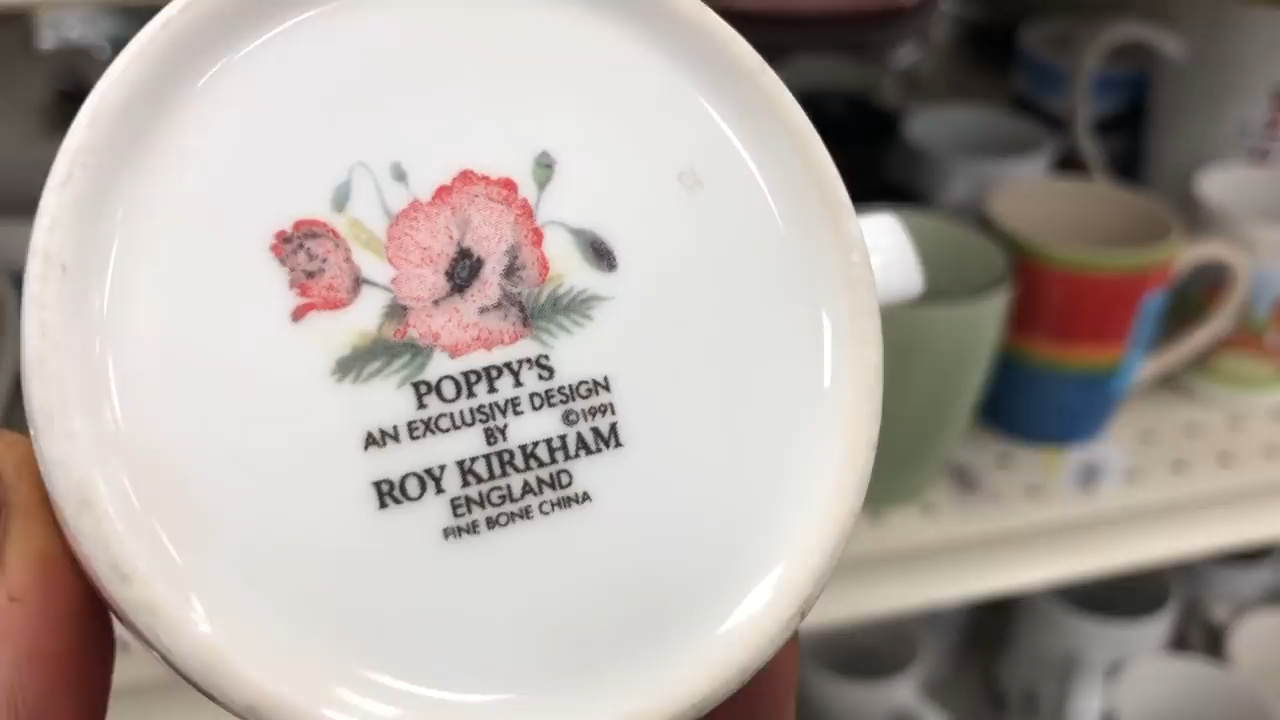 POPPY'S
AN EXCLUSIVE DESIGN
BY ©1991
ROY KIRKHAM
ENGLAND
FINE BONE CHINA